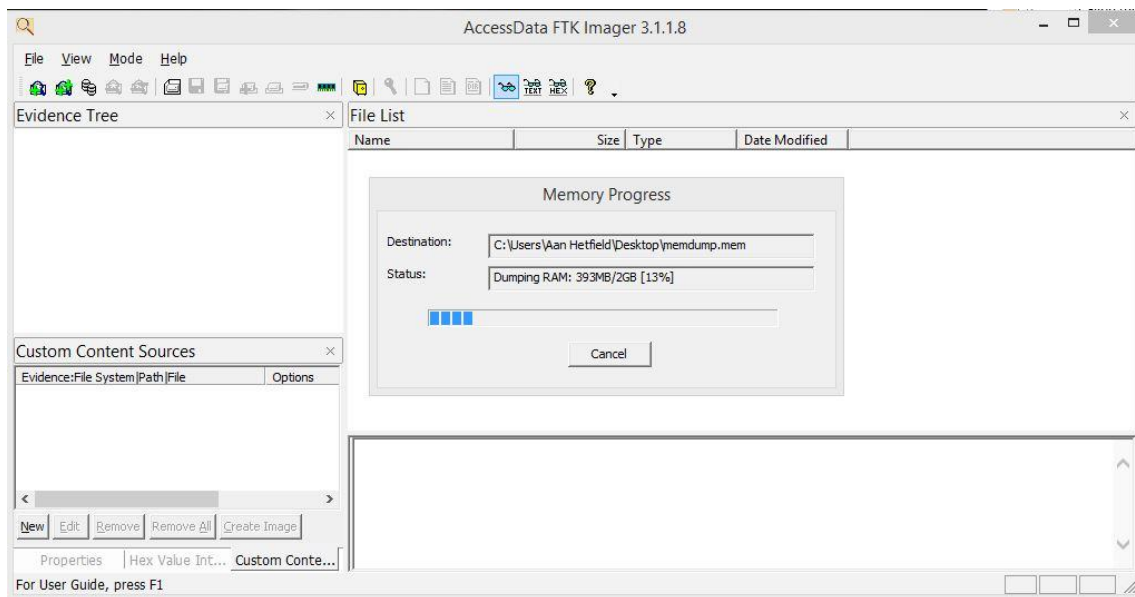 AccessData FTK Imager 3.1.1.8
File View Mode Help
TEXT HEX
Evidence Tree
File List
Name Size Type Date Modified
Memory Progress
Destination: C:\Users\Aan Hetfield\Desktop\memdump.mem
Status: Dumping RAM: 393MB/2GB [13%]
Cancel
Custom Content Sources
Evidence:File System|Path|File Options
New Edit Remove Remove All Create Image
Properties Hex Value Int... Custom Conte...
For User Guide, press F1